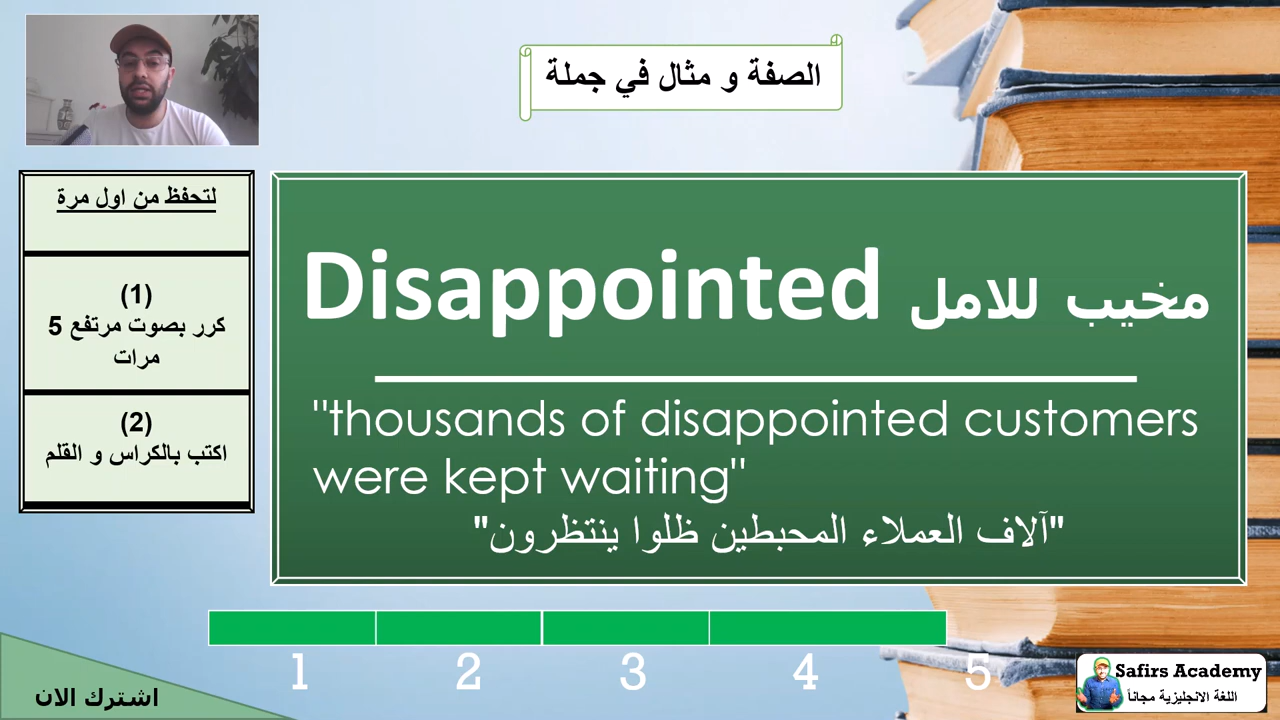 الصفة و مثال في جملة
لتحفظ من اول مرة
(1)
كرر بصوت مرتفع 5
مرات
(2)
اكتب بالكراس و القلم
Disappointed مخيب للامل
"thousands of disappointed customers
were kept waiting"
"آلاف العملاء المحبطين ظلوا ينتظرون"
1 2 3 4 5
اشترك الان
Safirs Academy
اللغة الانجليزية مجاناً